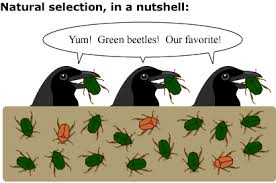 Natural selection, in a nutshell:
Yum!  Green beetles!  Our favorite!